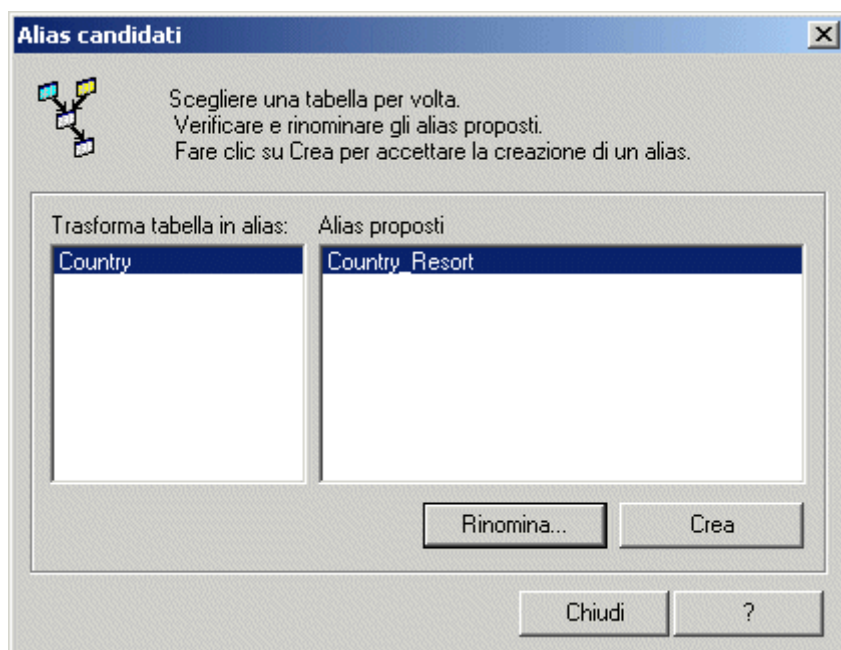 Alias candidati
Scegliere una tabella per volta.
Verificare e rinominare gli alias proposti.
Fare clic su Crea per accettare la creazione di un alias.
Trasforma tabella in alias:
Alias proposti
Country
Country_Resort
Rinomina...
Crea
Chiudi
?